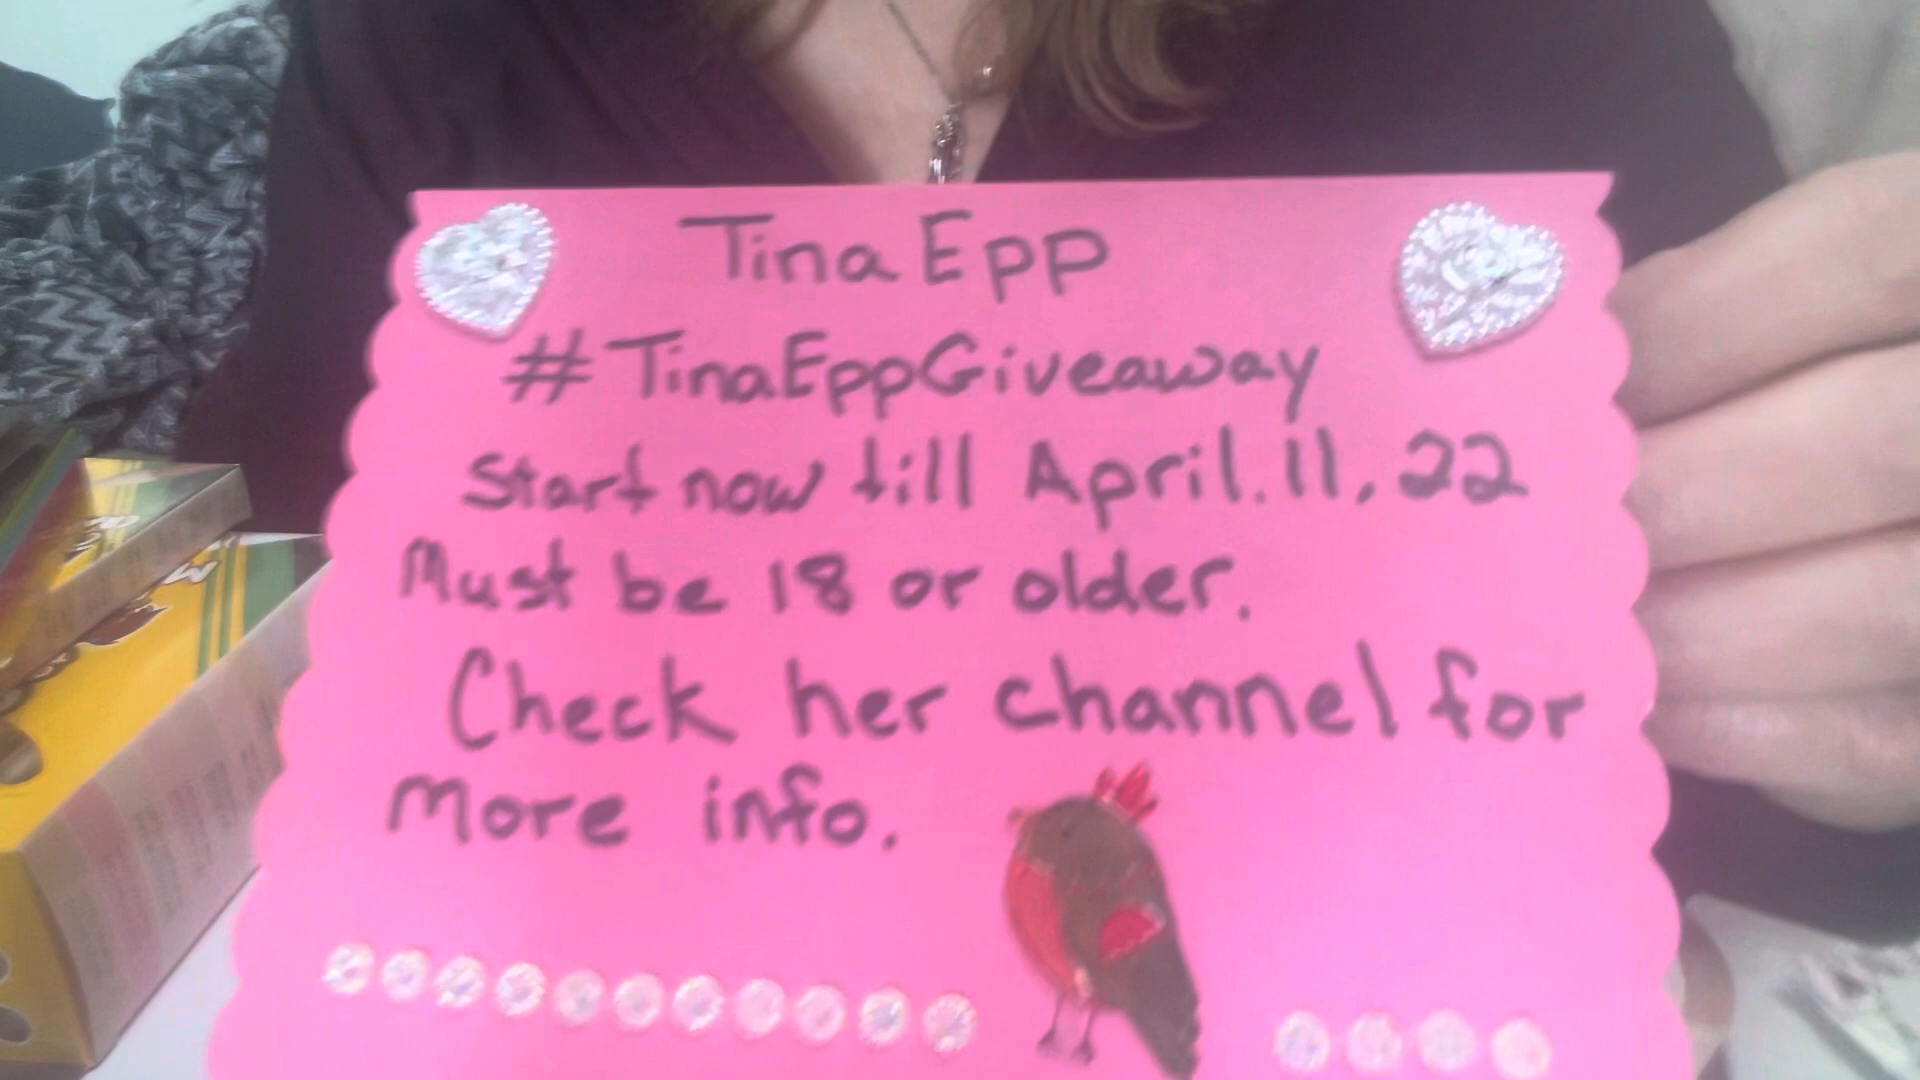 Tina Epp
#TinaEppGiveaway
Start now till April.11,22
Must be 18 or older.
Check her channel for
more info.